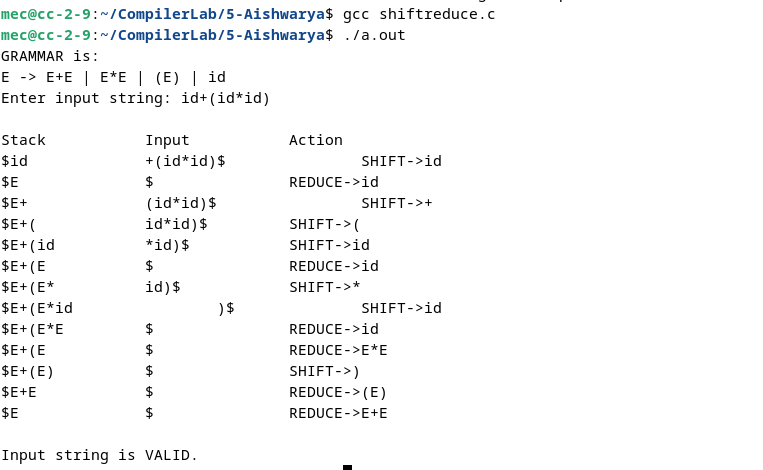 mec@cc-2-9:~/CompilerLab/5-Aishwarya$ gcc shiftreduce.c
mec@cc-2-9:~/CompilerLab/5-Aishwarya$ ./a.out
GRAMMAR is:
E -> E+E | E*E | (E) | id
Enter input string: id+(id*id)

Stack           Input           Action
$id             +(id*id)$               SHIFT->id
$E              $               REDUCE->id
$E+             (id*id)$                SHIFT->+
$E+(            id*id)$         SHIFT->(
$E+(id          *id)$           SHIFT->id
$E+(E           $               REDUCE->id
$E+(E*          id)$            SHIFT->*
$E+(E*id                )$              SHIFT->id
$E+(E*E         $               REDUCE->id
$E+(E           $               REDUCE->E*E
$E+(E)          $               SHIFT->)
$E+E            $               REDUCE->(E)
$E              $               REDUCE->E+E

Input string is VALID.